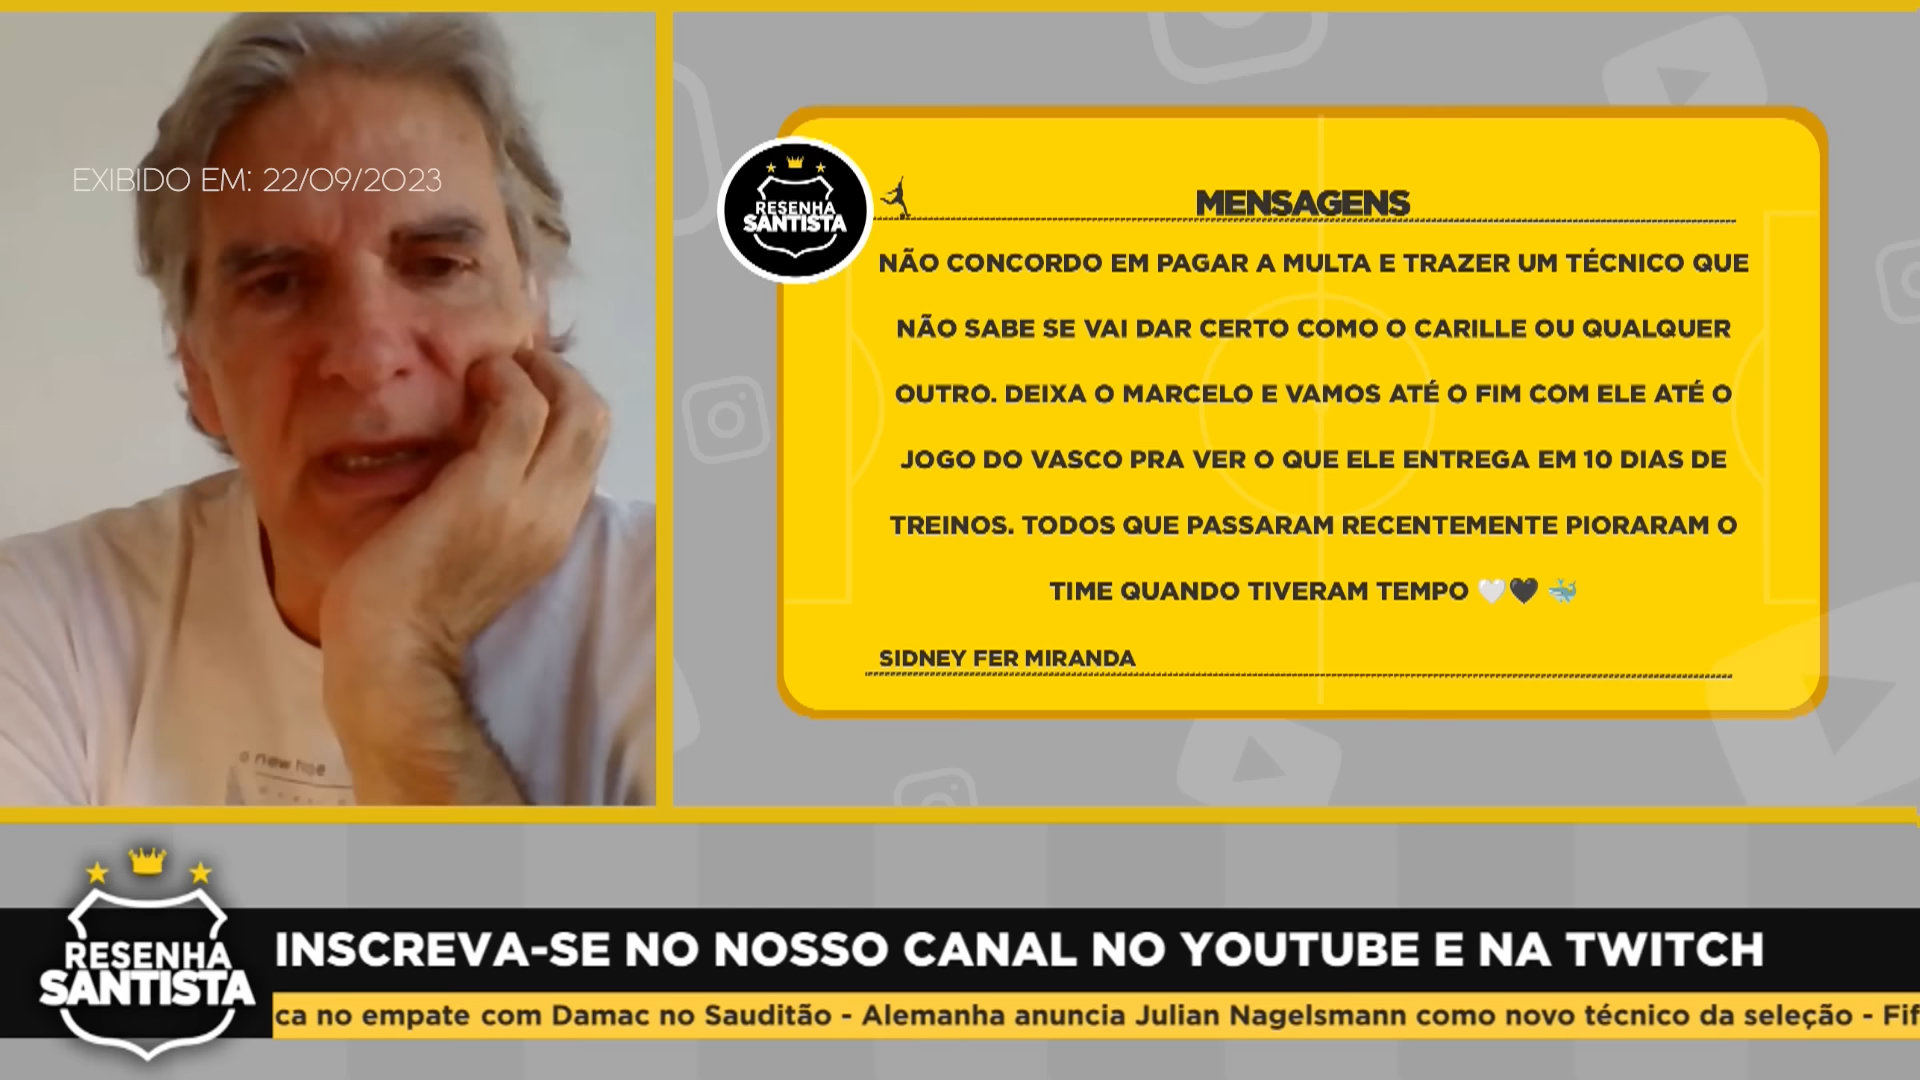 EXIBIDO EM: 22/09/2023
RESENHA
SANTISTA
MENSAGENS
NÃO CONCORDO EM PAGAR A MULTA E TRAZER UM TÉCNICO QUE
NÃO SABE SE VAI DAR CERTO COMO O CARILLE OU QUALQUER
OUTRO. DEIXA O MARCELO E VAMOS ATÉ O FIM COM ELE ATÉ O
JOGO DO VASCO PRA VER O QUE ELE ENTREGA EM 10 DIAS DE
TREINOS. TODOS QUE PASSARAM RECENTEMENTE PIORARAM O
TIME QUANDO TIVERAM TEMPO 🤍🖤 🐳
SIDNEY FER MIRANDA
a new hope
RESENHA
SANTISTA
INSCREVA-SE NO NOSSO CANAL NO YOUTUBE E NA TWITCH
ca no empate com Damac no Sauditão - Alemanha anuncia Julian Nagelsmann como novo técnico da seleção - Fif